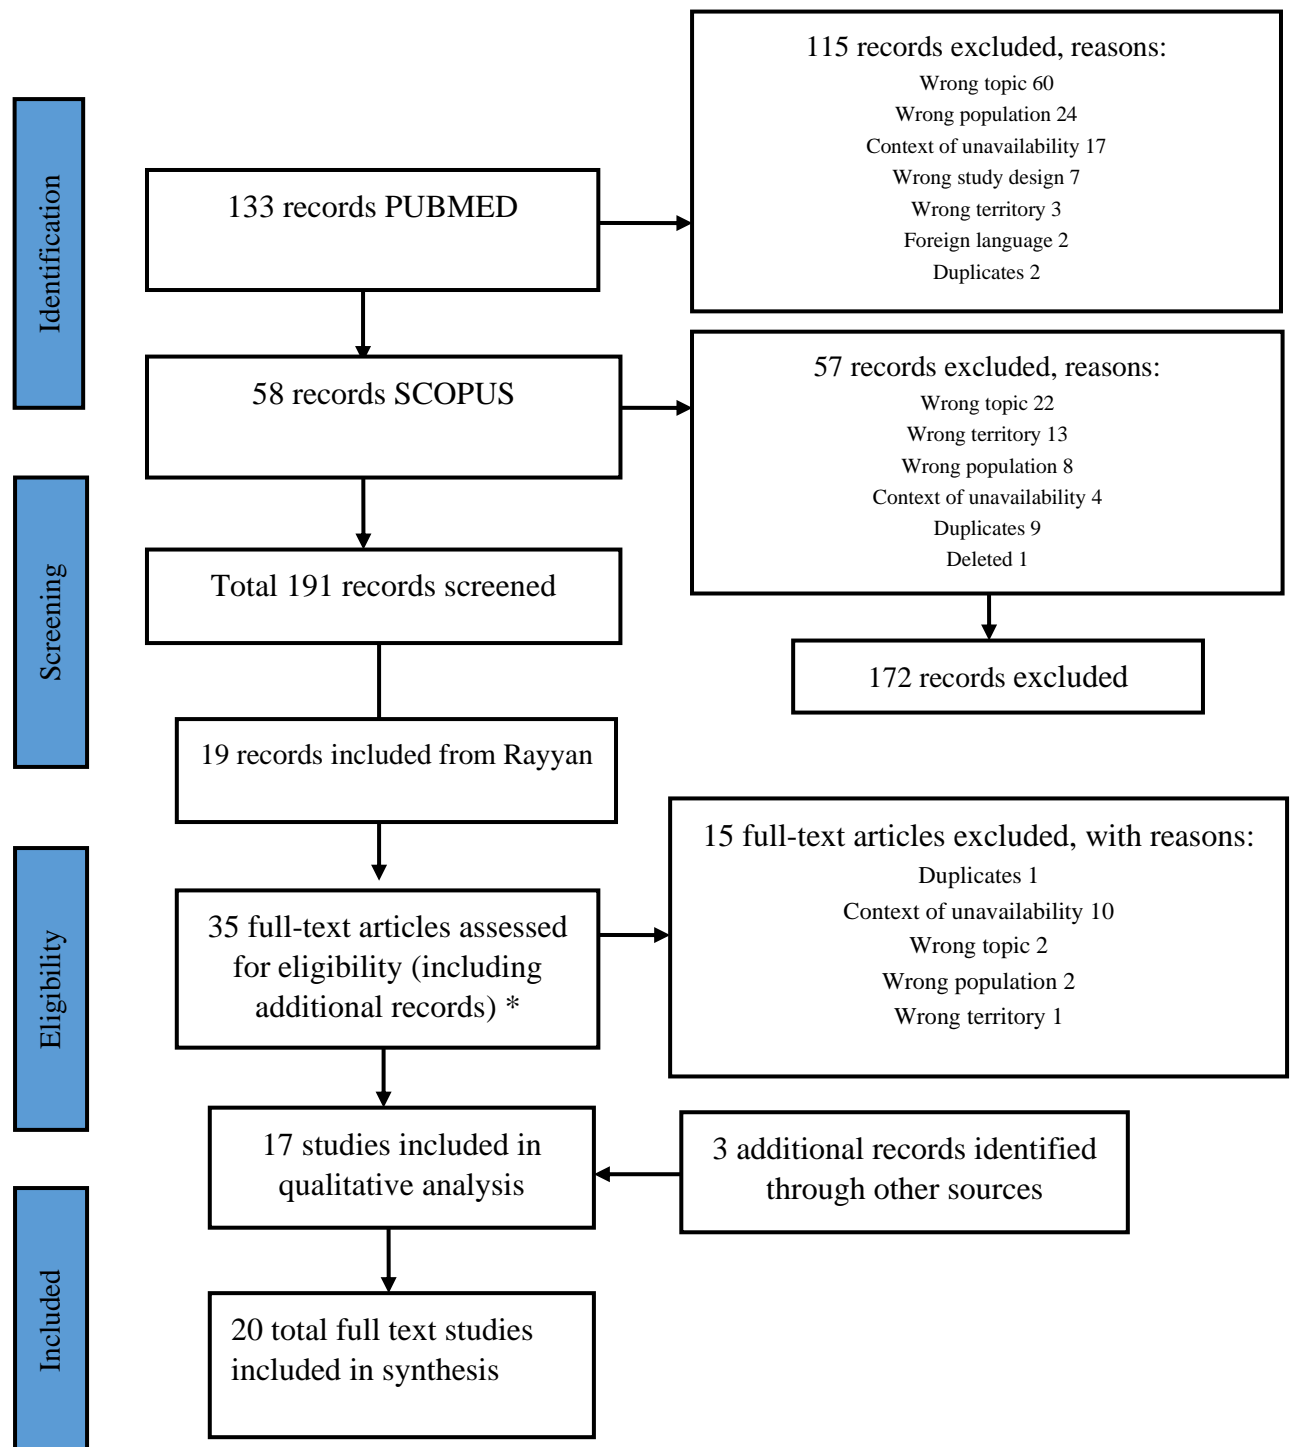 Identification
133 records PUBMED
115 records excluded, reasons:
Wrong topic 60
Wrong population 24
Context of unavailability 17
Wrong study design 7
Wrong territory 3
Foreign language 2
Duplicates 2
58 records SCOPUS
57 records excluded, reasons:
Wrong topic 22
Wrong territory 13
Wrong population 8
Context of unavailability 4
Duplicates 9
Deleted 1
Screening
Total 191 records screened
172 records excluded
19 records included from Rayyan
Eligibility
35 full-text articles assessed
for eligibility (including
additional records) *
15 full-text articles excluded, with reasons:
Duplicates 1
Context of unavailability 10
Wrong topic 2
Wrong population 2
Wrong territory 1
17 studies included in
qualitative analysis
3 additional records identified
through other sources
Included
20 total full text studies
included in synthesis